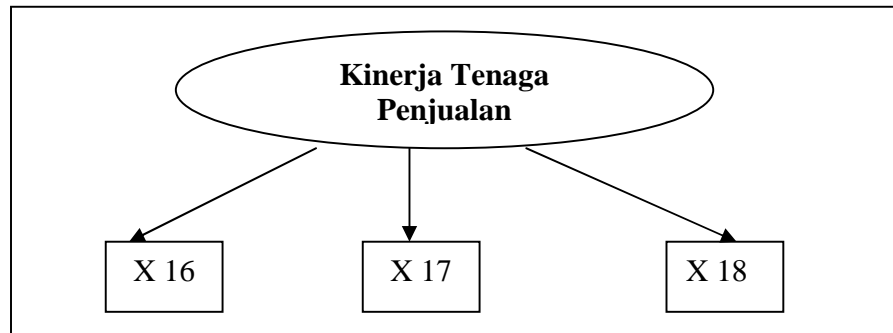 Kinerja Tenaga
Penjualan
X 16
X 17
X 18